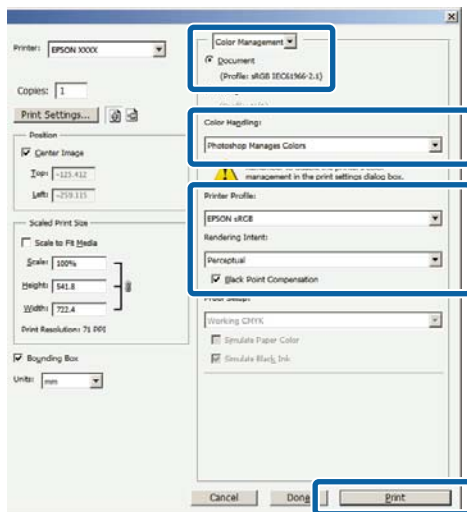 Printer: EPSON XXXX
Copies: 1
Print Settings...
Position
Center Image
Top: -125.412
Left: -259.115
Scaled Print Size
Scale to Fit Media
Scale: 100%
Height: 541.8
Width: 722.4
Print Resolution: 71 PPI
Bounding Box
Units: mm
Color Management
Document
(Profile: sRGB IEC61966-2.1)
Color Handling:
Photoshop Manages Colors
management in the print settings dialog box.
Printer Profile:
EPSON sRGB
Rendering Intent:
Perceptual
Black Point Compensation
Proof Setup:
Working CMYK
Simulate Paper Color
Simulate Black Ink
Cancel
Done
Print